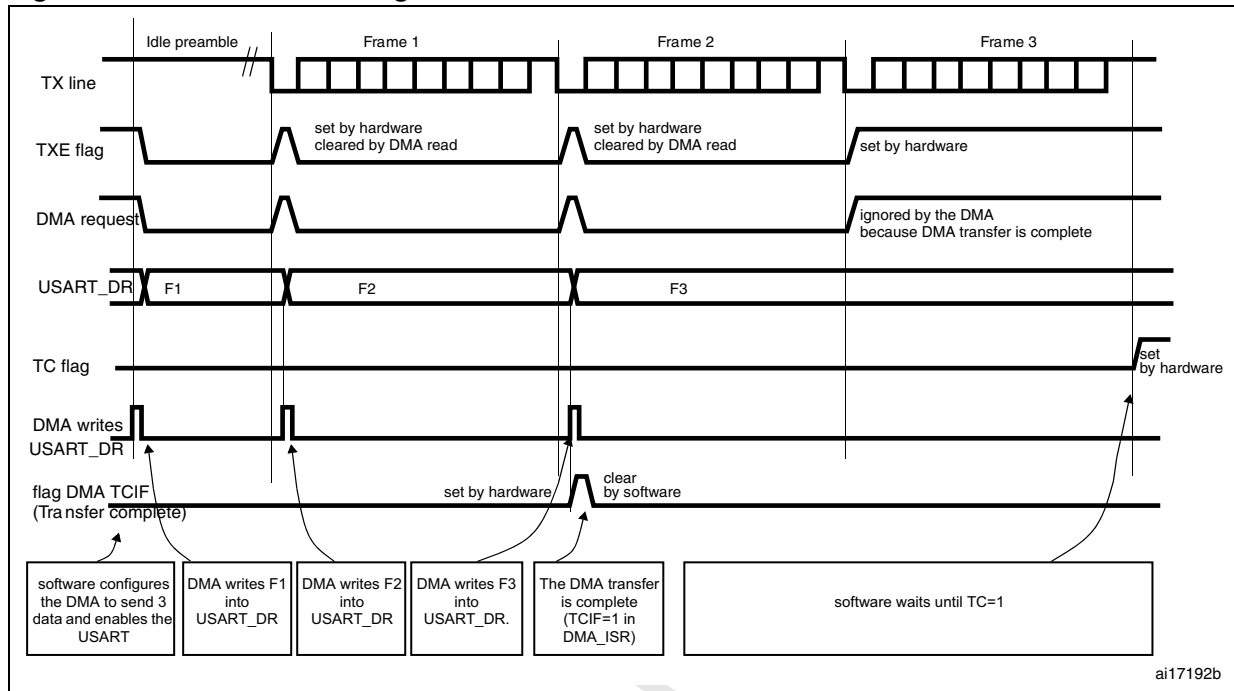 Idle preamble
Frame 1
Frame 2
Frame 3
TX line
TXE flag
set by hardware
cleared by DMA read
set by hardware
cleared by DMA read
set by hardware
DMA request
ignored by the DMA
because DMA transfer is complete
USART_DR
F1
F2
F3
TC flag
set
by hardware
DMA writes
USART_DR
flag DMA TCIF
(Transfer complete)
set by hardware
clear
by software
software configures
the DMA to send 3
data and enables the
USART
DMA writes F1
into
USART_DR
DMA writes F2
into
USART_DR
DMA writes F3
into
USART_DR.
The DMA transfer
is complete
(TCIF=1 in
DMA_ISR)
software waits until TC=1
ai17192b